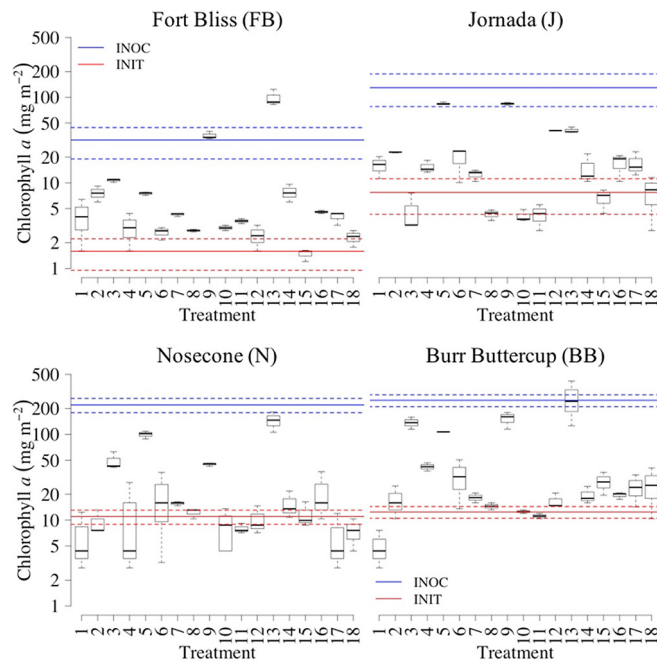 Fort Bliss (FB)
Jornada (J)
Chlorophyll a (mg m−2)
500
200
100
50
20
10
5
2
1
INOC
INIT
1 2 3 4 5 6 7 8 9 10 11 12 13 14 15 16 17 18
Treatment
1 2 3 4 5 6 7 8 9 10 11 12 13 14 15 16 17 18
Treatment
Nosecone (N)
Burr Buttercup (BB)
Chlorophyll a (mg m−2)
500
200
100
50
20
10
5
2
1
INOC
INIT
1 2 3 4 5 6 7 8 9 10 11 12 13 14 15 16 17 18
Treatment
1 2 3 4 5 6 7 8 9 10 11 12 13 14 15 16 17 18
Treatment